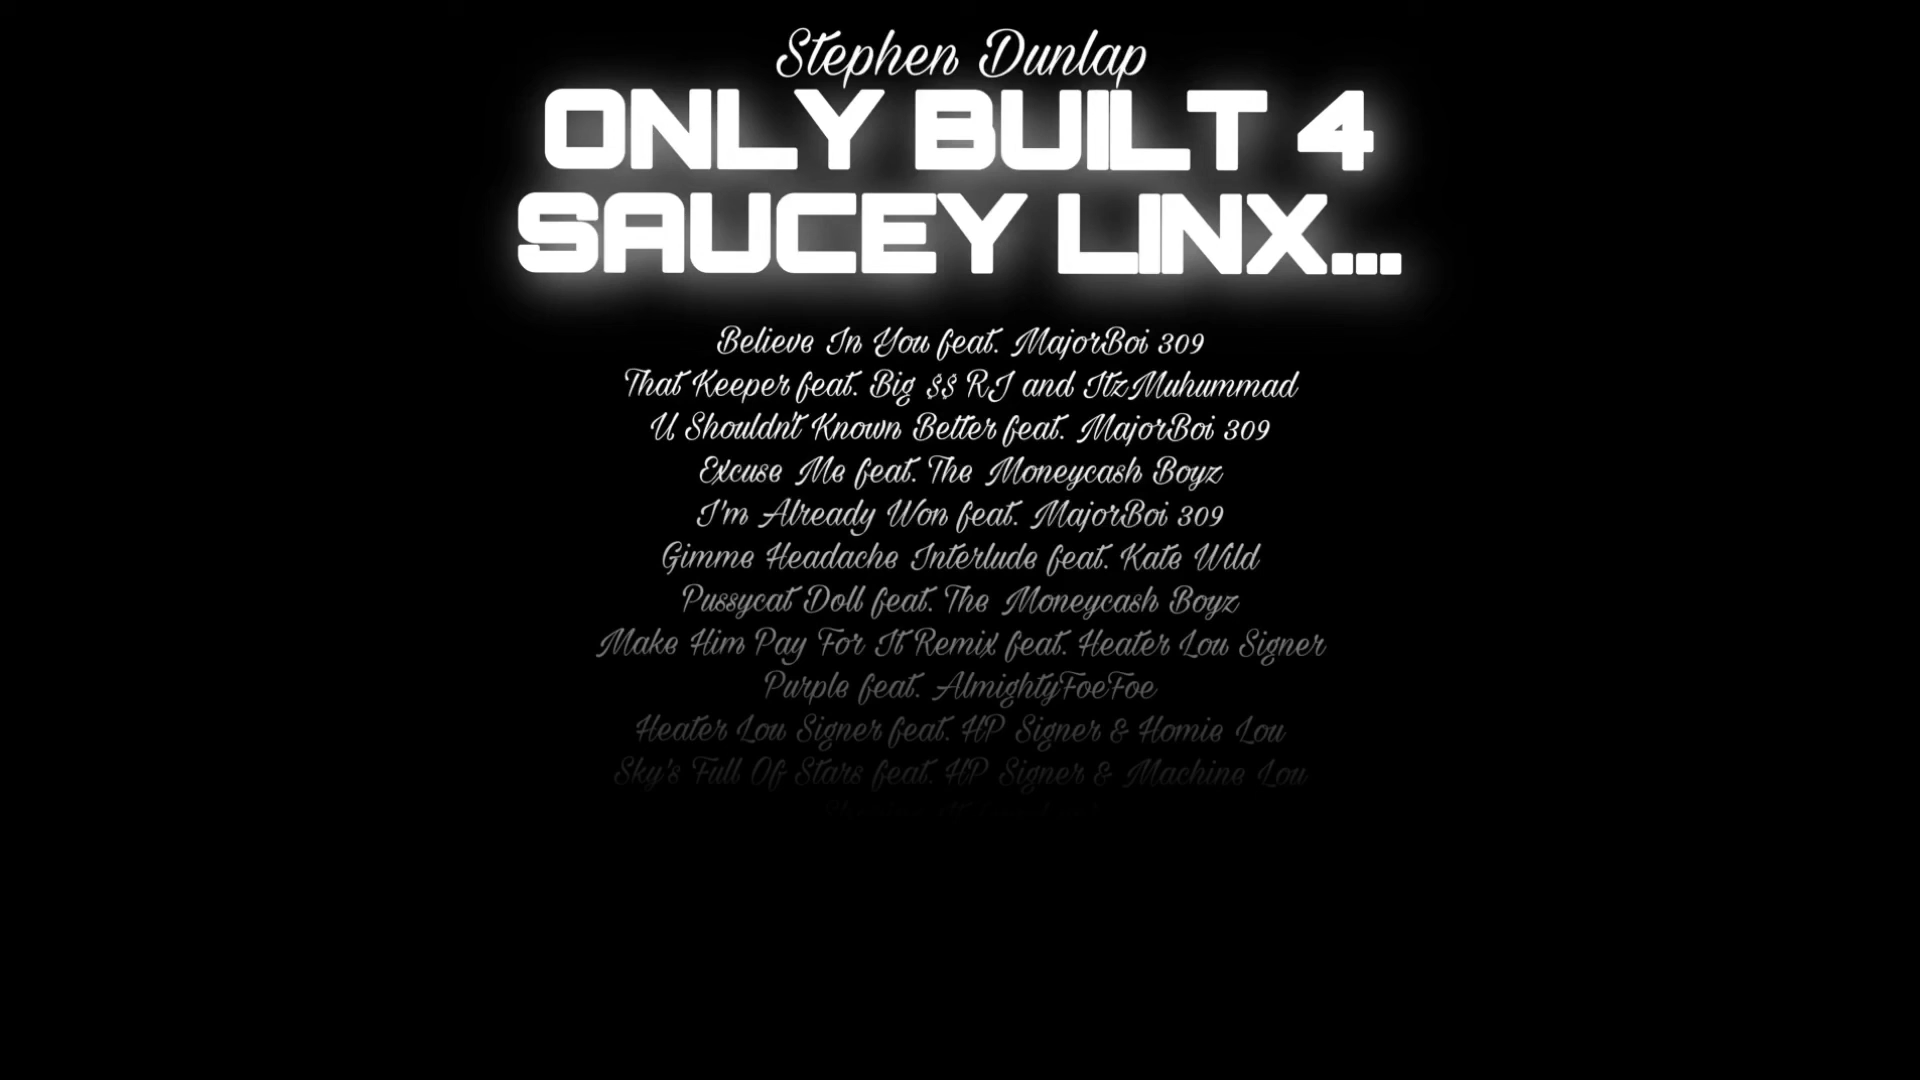 Stephen Dunlap
ONLY BUILT 4
SAUCEY LINX...
Believe In You feat. MajorBoi 309
That Keeper feat. Big $$ RJ and ItzMuhummad
U Shouldn't Known Better feat. MajorBoi 309
Excuse Me feat. The Moneycash Boyz
I'm Already Won feat. MajorBoi 309
Gimme Headache Interlude feat. Kate Wild
Pussycat Doll feat. The Moneycash Boyz
Make Him Pay For It Remix feat. Heater Lou Signer
Purple feat. AlmightyFoeFoe
Heater Lou Signer feat. HP Signer & Homie Lou
Sky's Full Of Stars feat. HP Signer & Machine Lou